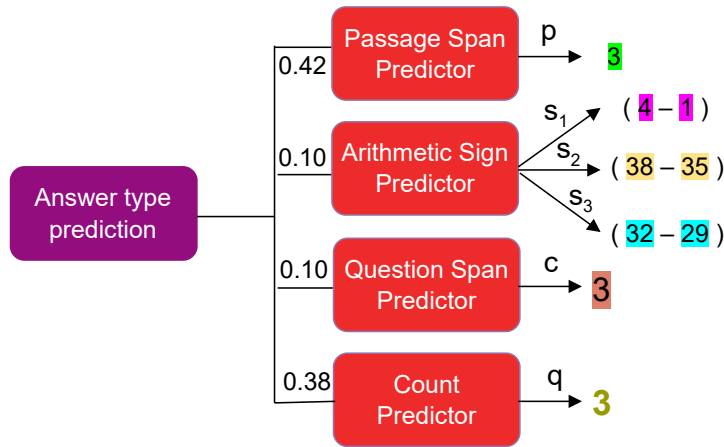 Answer type
prediction
0.42
Passage Span
Predictor
p
3
0.10
Arithmetic Sign
Predictor
s1
( 4 – 1 )
s2
( 38 – 35 )
s3
( 32 – 29 )
0.10
Question Span
Predictor
c
3
0.38
Count
Predictor
q
3